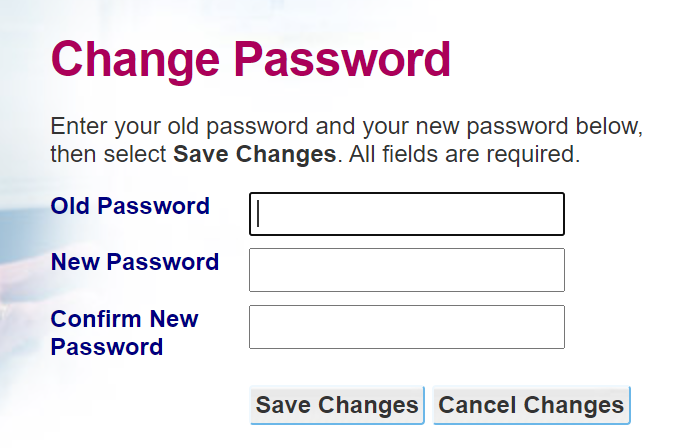 Change Password
Enter your old password and your new password below,
then select Save Changes. All fields are required.
Old Password
New Password
Confirm New
Password
Save Changes Cancel Changes